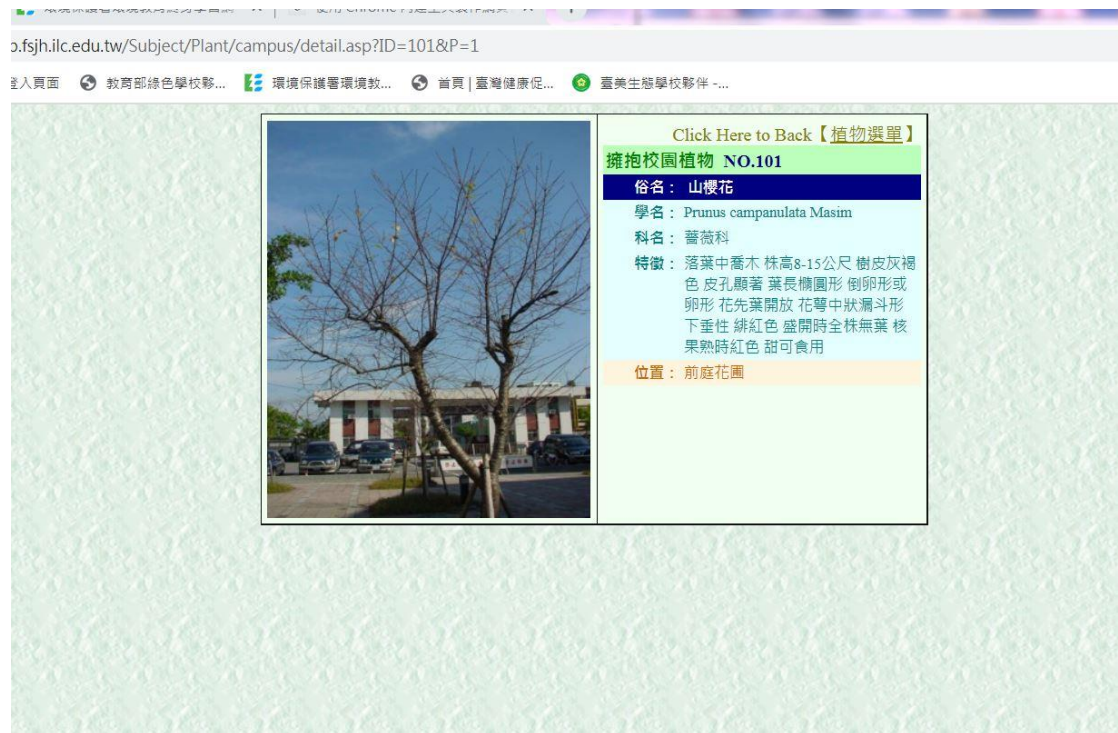 o.fsjh.ilc.edu.tw/Subject/Plant/campus/detail.asp?ID=101&P=1
登入頁面 教育部綠色學校夥... 環境保護署環境教... 首頁 | 臺灣健康促... 臺美生態學校夥伴 -...
Click Here to Back【植物選單】
擁抱校園植物 NO.101
俗名： 山櫻花
學名： Prunus campanulata Masim
科名： 薔薇科
特徵： 落葉中喬木 株高8-15公尺 樹皮灰褐
色 皮孔顯著 葉長橢圓形 倒卵形或
卵形 花先葉開放 花萼中狀漏斗形
下垂性 緋紅色 盛開時全株無葉 核
果熟時紅色 甜可食用
位置： 前庭花圃